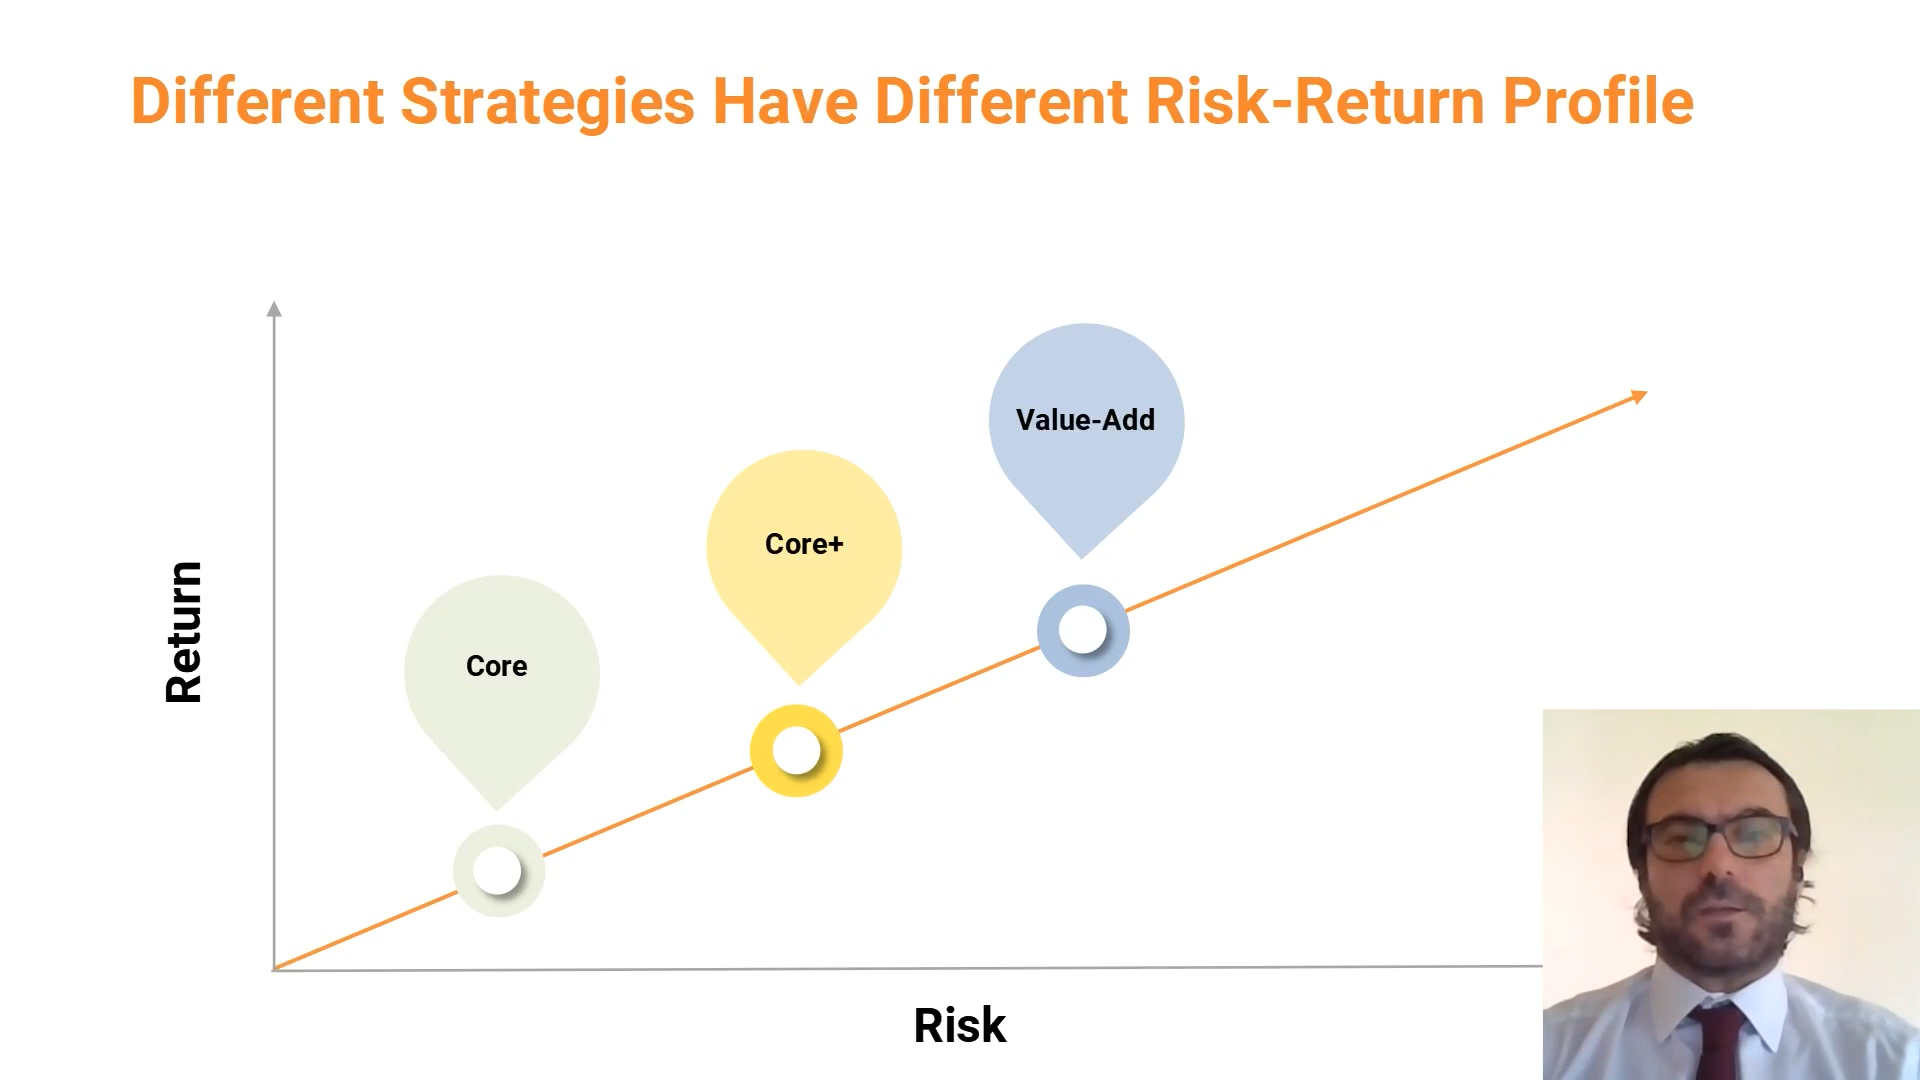 Different Strategies Have Different Risk-Return Profile
Value-Add
Core+
Core
Return
Risk